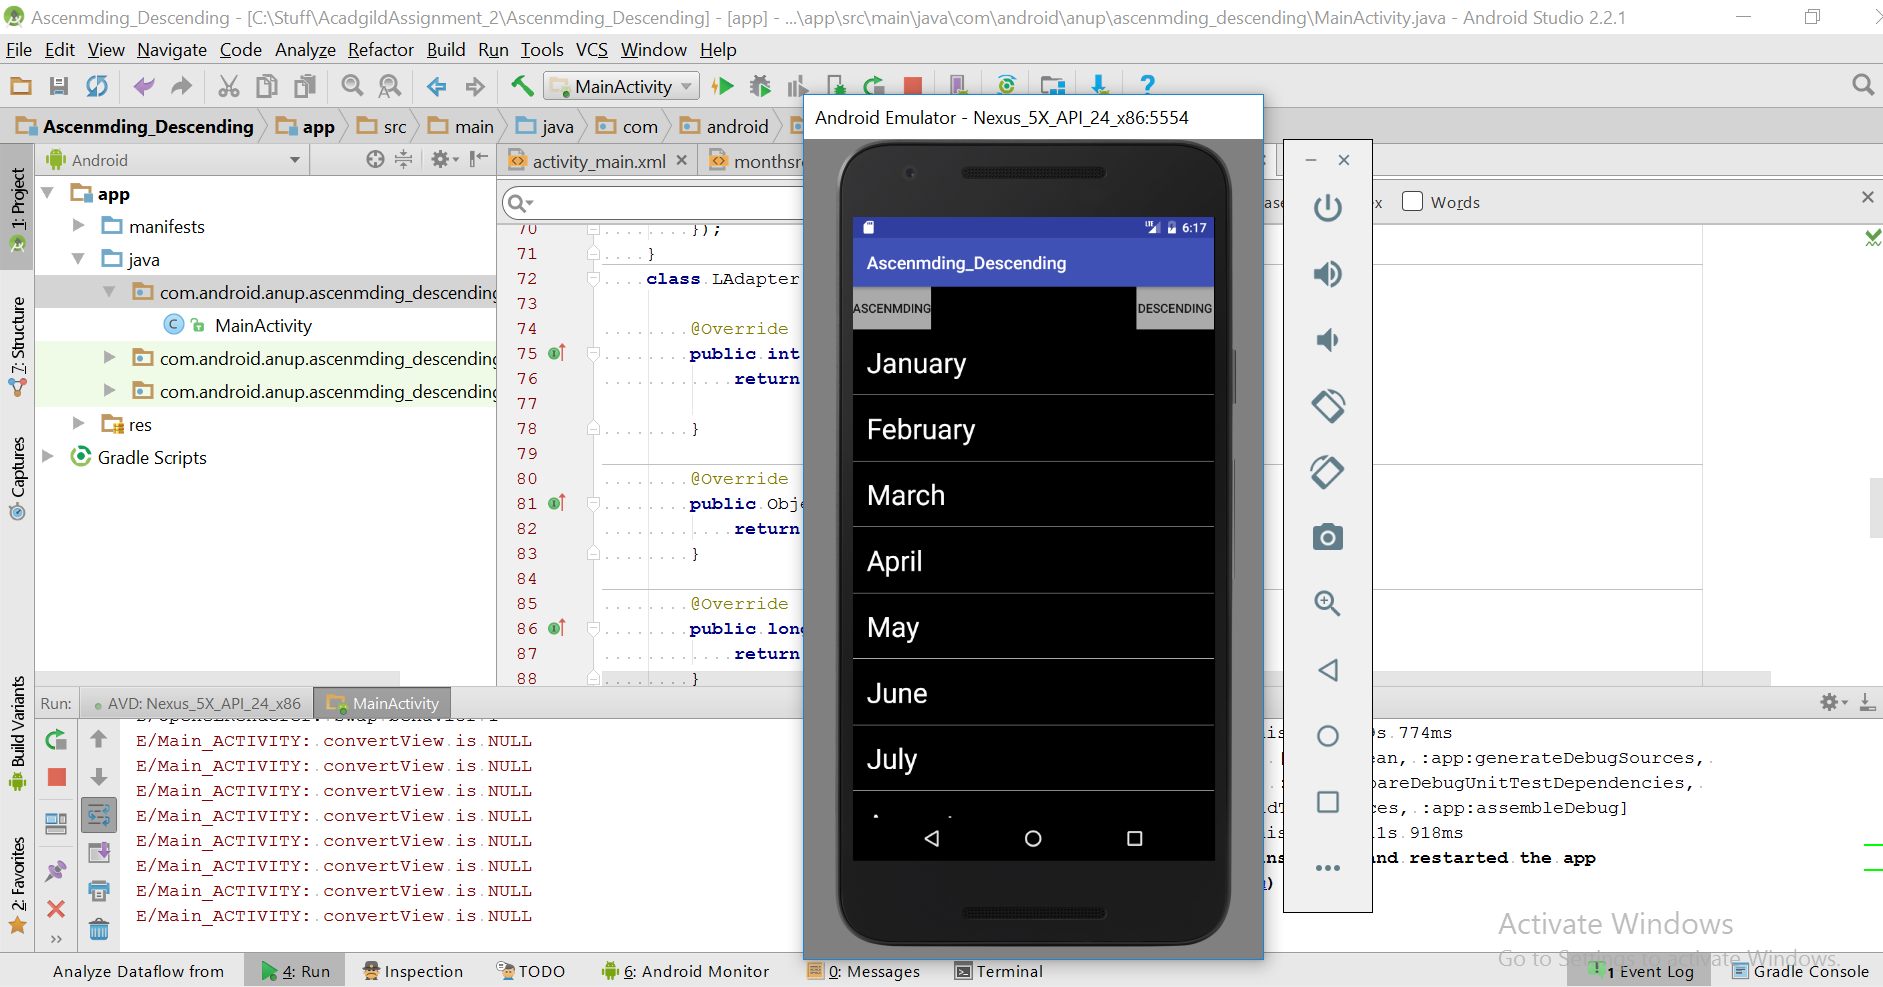 Ascenmding_Descending - [C:\Stuff\AcadgildAssignment_2\Ascenmding_Descending] - [app] - ...\app\src\main\java\com\android\anup\ascenmding_descending\MainActivity.java - Android Studio 2.2.1
File Edit View Navigate Code Analyze Refactor Build Run Tools VCS Window Help
MainActivity
Ascenmding_Descending app src main java com android
Android Emulator - Nexus_5X_API_24_x86:5554
Android
activity_main.xml
1: Project
7: Structure
Captures
Build Variants
2: Favorites
app
manifests
java
com.android.anup.ascenmding_descending
MainActivity
com.android.anup.ascenmding_descending
com.android.anup.ascenmding_descending
res
Gradle Scripts
Words
70 });
71 }
72 class LAdapter
73
74 @Override
75 public int
76 return
77
78 }
79
80 @Override
81 public
82 return
83 }
84
85 @Override
86 public
87 return
88 }
LTE 6:17
Ascenmding_Descending
ASCENMDING DESCENDING
January
February
March
April
May
June
July
Run: AVD: Nexus_5X_API_24_x86 MainActivity
E/Main_ACTIVITY: convertView is NULL
E/Main_ACTIVITY: convertView is NULL
E/Main_ACTIVITY: convertView is NULL
E/Main_ACTIVITY: convertView is NULL
E/Main_ACTIVITY: convertView is NULL
E/Main_ACTIVITY: convertView is NULL
E/Main_ACTIVITY: convertView is NULL
E/Main_ACTIVITY: convertView is NULL
774ms
:app:generateDebugSources,
:app:assembleDebug]
918ms
restarted the app
Activate Windows
Go to Settings to activate Windows.
Analyze Dataflow from 4: Run Inspection TODO 6: Android Monitor 0: Messages Terminal 1 Event Log Gradle Console